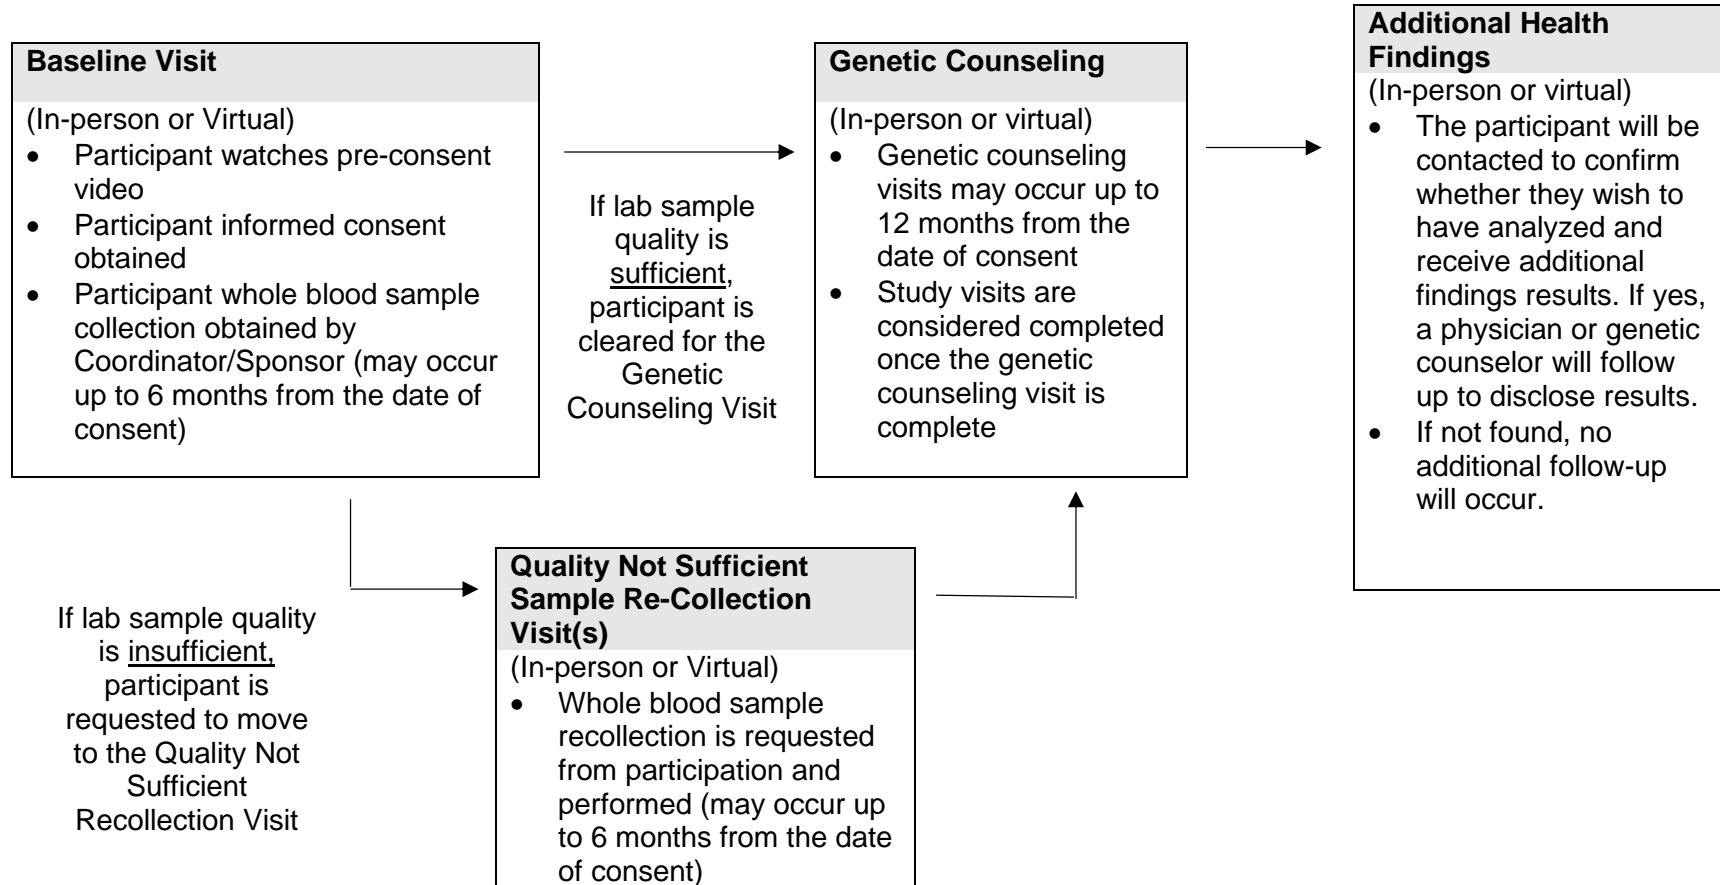 Baseline Visit
(In-person or Virtual)
• Participant watches pre-consent
video
• Participant informed consent
obtained
• Participant whole blood sample
collection obtained by
Coordinator/Sponsor (may occur
up to 6 months from the date of
consent)
If lab sample
quality is
sufficient,
participant is
cleared for the
Genetic
Counseling Visit
Genetic Counseling
(In-person or virtual)
• Genetic counseling
visits may occur up to
12 months from the
date of consent
• Study visits are
considered completed
once the genetic
counseling visit is
complete
Additional Health
Findings
(In-person or virtual)
• The participant will be
contacted to confirm
whether they wish to
have analyzed and
receive additional
findings results. If yes,
a physician or genetic
counselor will follow
up to disclose results.
• If not found, no
additional follow-up
will occur.
If lab sample quality
is insufficient,
participant is
requested to move
to the Quality Not
Sufficient
Recollection Visit
Quality Not Sufficient
Sample Re-Collection
Visit(s)
(In-person or Virtual)
• Whole blood sample
recollection is requested
from participation and
performed (may occur up
to 6 months from the date
of consent)